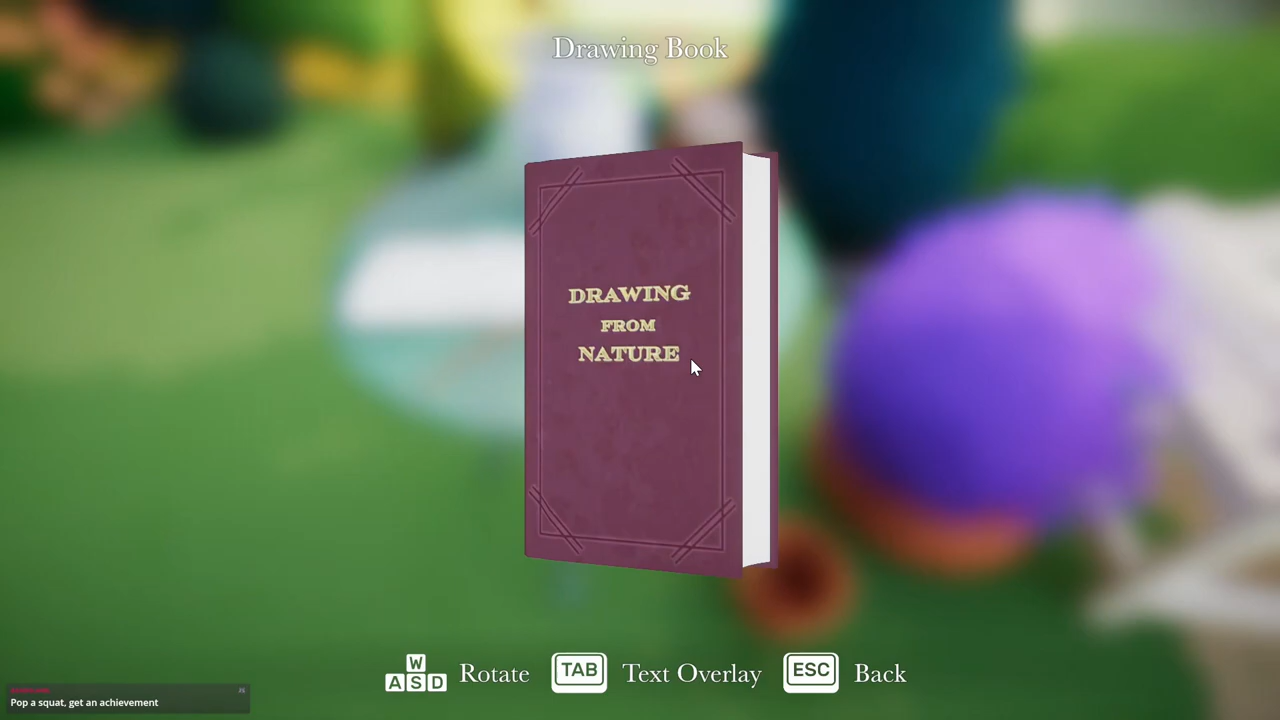 Drawing Book
DRAWING
FROM
NATURE
W
A S D Rotate TAB Text Overlay ESC Back
Pop a squat, get an achievement